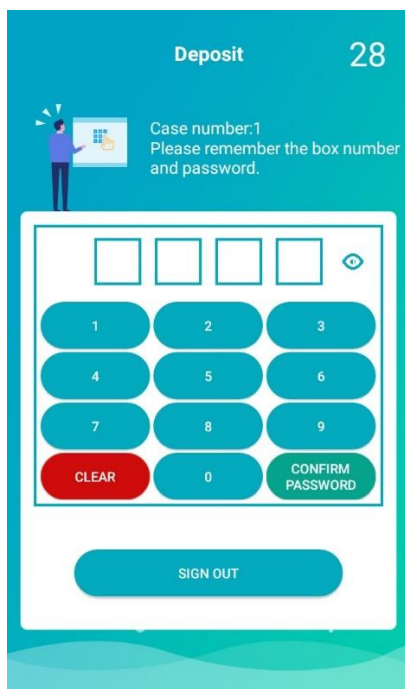 Deposit
28
Case number:1
Please remember the box number
and password.
1
2
3
4
5
6
7
8
9
CLEAR
0
CONFIRM
PASSWORD
SIGN OUT